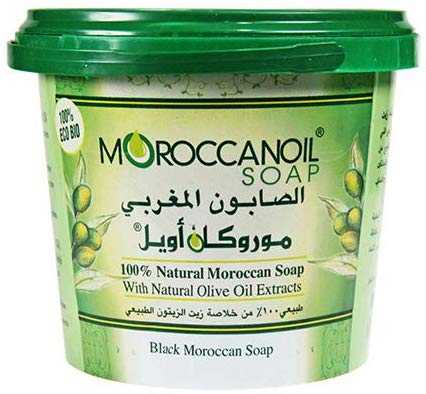 100%
ECO BIO
MOROCCANOIL®
SOAP
الصابون المغربي
موروكان أويل®
100% Natural Moroccan Soap
With Natural Olive Oil Extracts
طبيعي ١٠٠٪ من خلاصة زيت الزيتون الطبيعي
Black Moroccan Soap